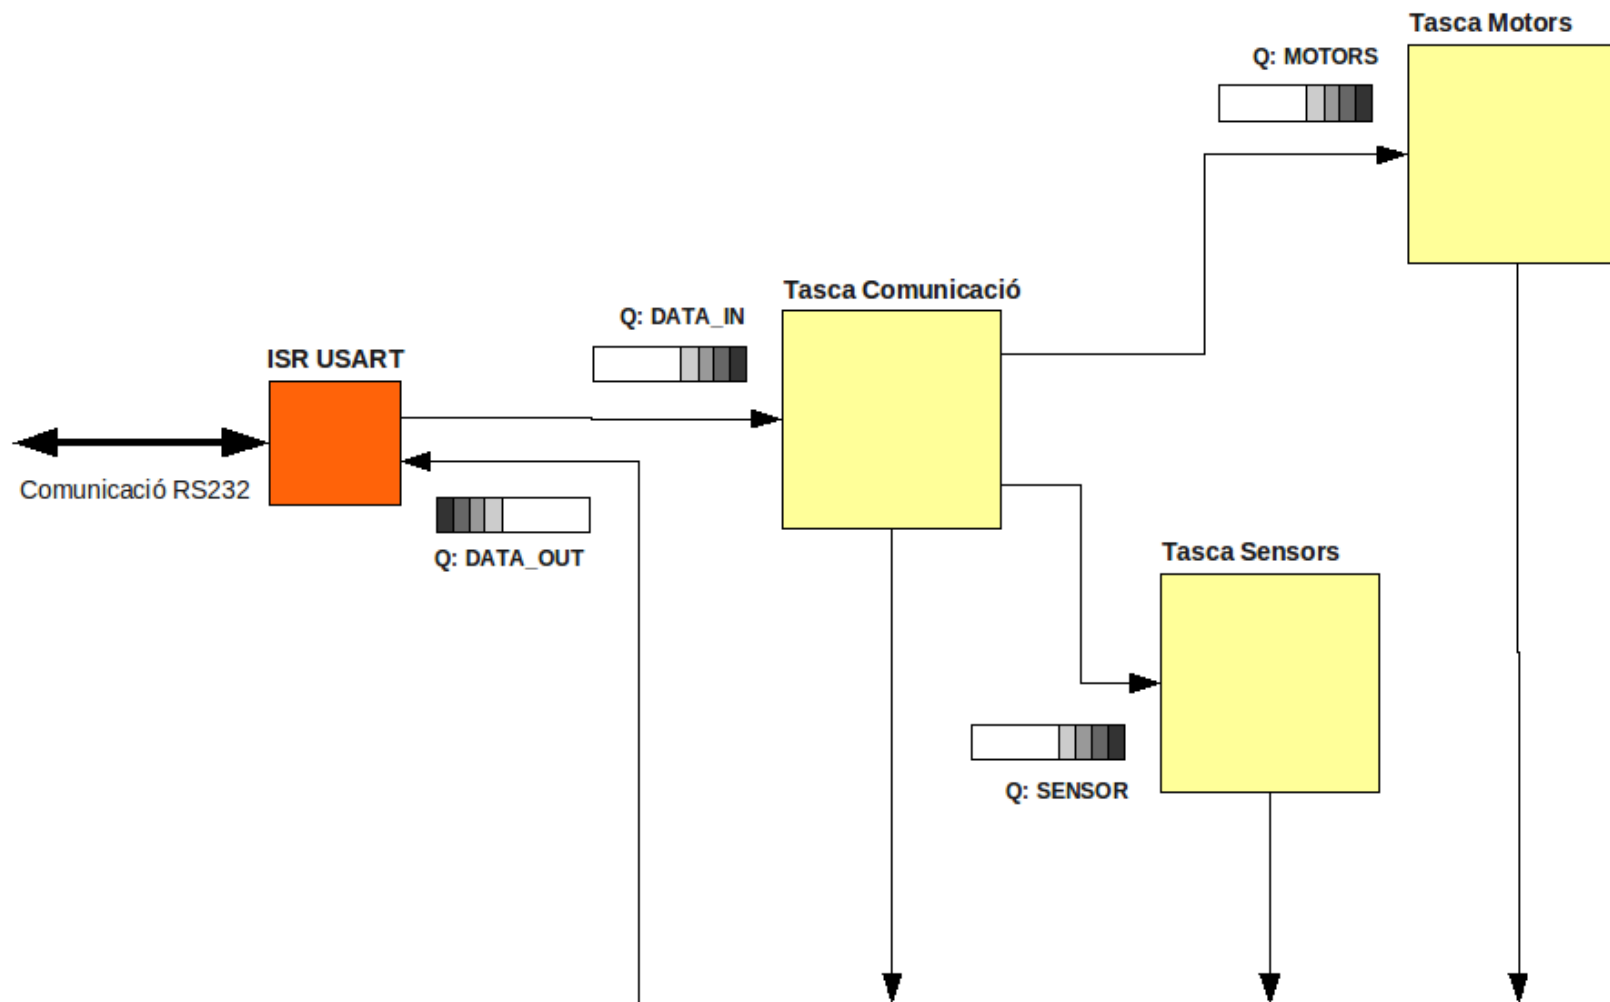 Tasca Motors
Q: MOTORS
Tasca Comunicació
Q: DATA_IN
ISR USART
Comunicació RS232
Q: DATA_OUT
Tasca Sensors
Q: SENSOR